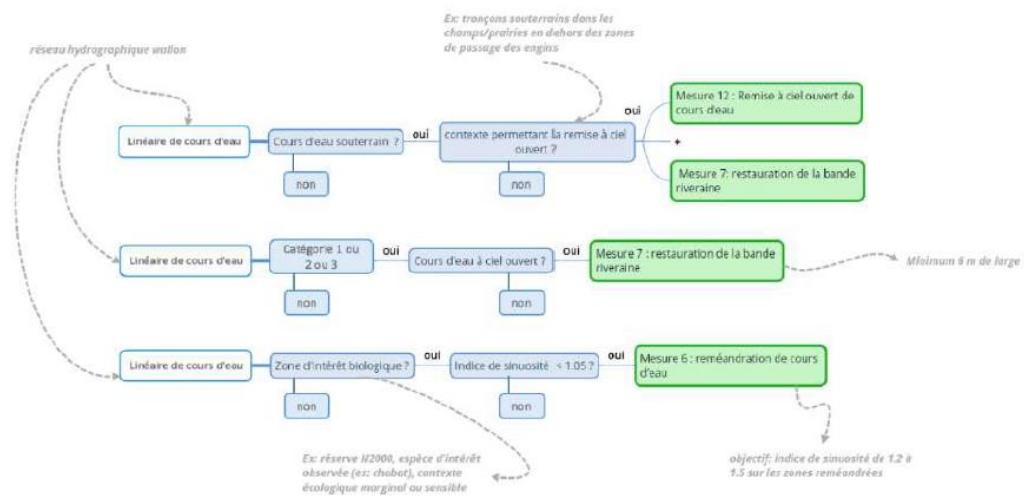 Ex: tronçons souterrains dans les
champs/prairies en dehors des zones
de passage des engins
réseau hydrographique wallon
Linéaire de cours d'eau
Cours d'eau souterrain ?
oui
contexte permettant la remise à ciel
ouvert ?
oui
Mesure 12 : Remise à ciel ouvert de
cours d'eau
+
Mesure 7: restauration de la bande
riveraine
non
non
Linéaire de cours d'eau
Catégorie 1 ou
2 ou 3
oui
Cours d'eau à ciel ouvert ?
oui
Mesure 7 : restauration de la bande
riveraine
Minimum 6 m de large
non
non
Linéaire de cours d'eau
Zone d'intérêt biologique ?
oui
Indice de sinuosité < 1.05 ?
oui
Mesure 6 : reméandration de cours
d'eau
non
non
Ex: réserve N2000, espèce d'intérêt
observée (es: chabot), contexte
écologique marginal ou sensible
objectif: indice de sinuosité de 1.2 à
1.5 sur les zones reméandrées